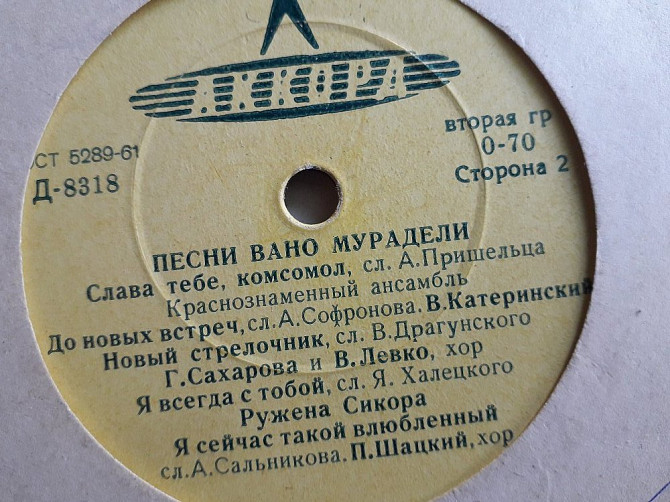 АККОРД
ОСТ 5289-61
Д-8318
вторая гр
0-70
Сторона 2
ПЕСНИ ВАНО МУРАДЕЛИ
Слава тебе, комсомол, сл. А.Пришельца
Краснознаменный ансамбль
До новых встреч, сл.А.Софронова. В.Катеринский
Новый стрелочник, сл. В.Драгунского
Г.Сахарова и В.Левко, хор
Я всегда с тобой, сл. Я. Халецкого
Ружена Сикора
Я сейчас такой влюбленный
сл.А.Сальникова. П.Шацкий, хор